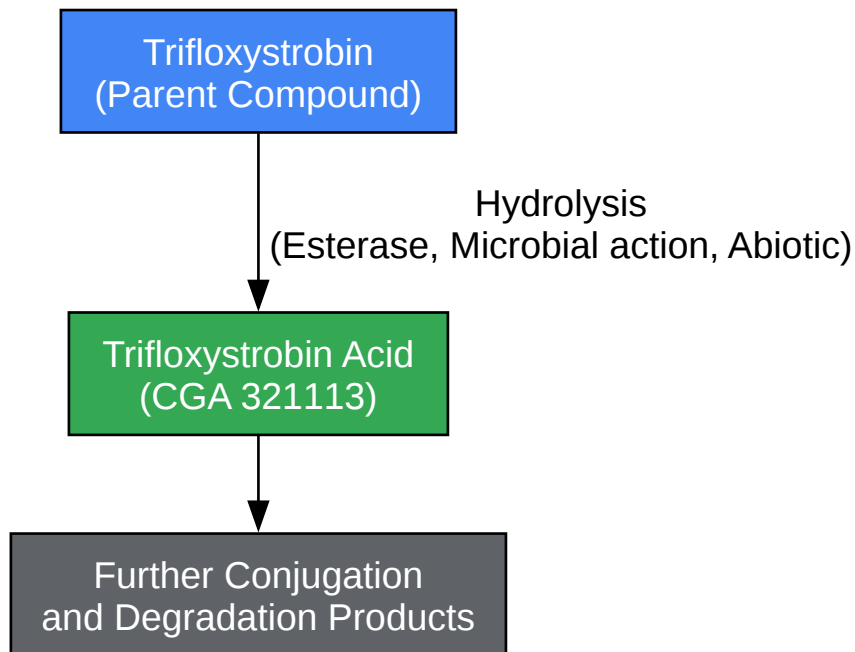 Trifloxystrobin
(Parent Compound)
Hydrolysis
(Esterase, Microbial action, Abiotic)
Trifloxystrobin Acid
(CGA 321113)
Further Conjugation
and Degradation Products